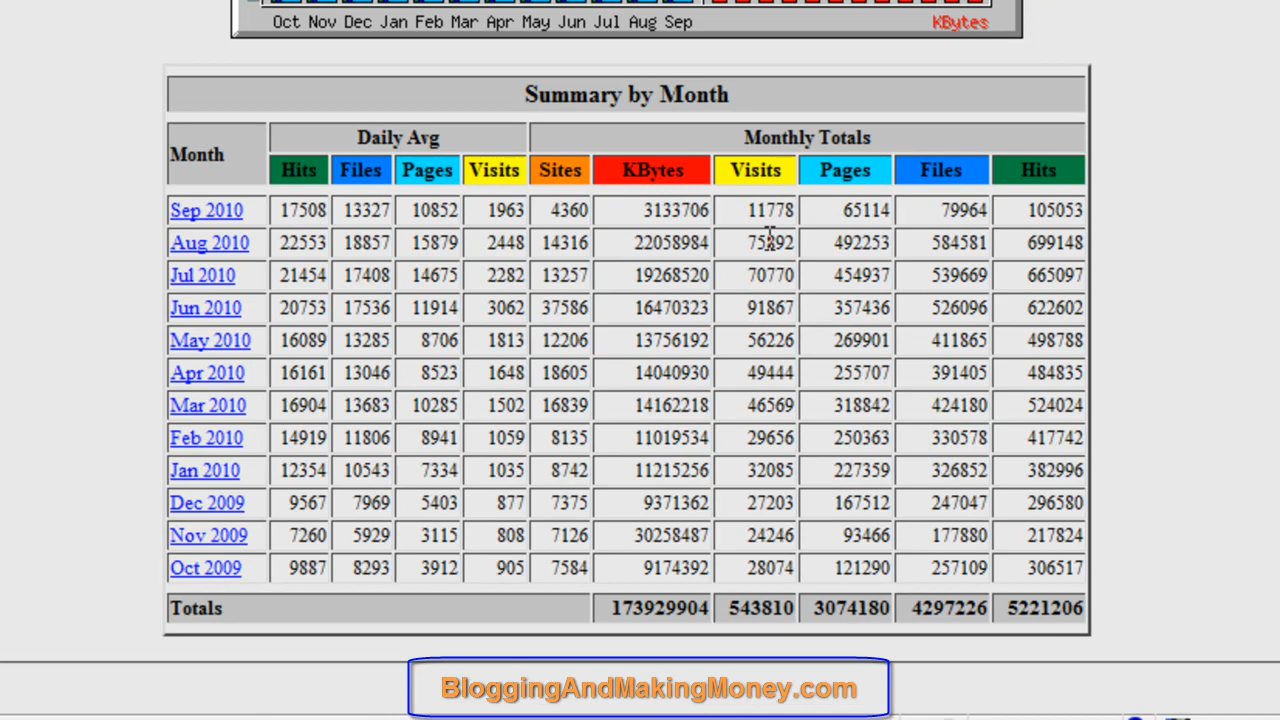 Oct Nov Dec Jan Feb Mar Apr May Jun Jul Aug Sep KBytes
Summary by Month
Month Daily Avg Monthly Totals
Hits Files Pages Visits Sites KBytes Visits Pages Files Hits
Sep 2010 17508 13327 10852 1963 4360 3133706 11778 65114 79964 105053
Aug 2010 22553 18857 15879 2448 14316 22058984 75892 492253 584581 699148
Jul 2010 21454 17408 14675 2282 13257 19268520 70770 454937 539669 665097
Jun 2010 20753 17536 11914 3062 37586 16470323 91867 357436 526096 622602
May 2010 16089 13285 8706 1813 12206 13756192 56226 269901 411865 498788
Apr 2010 16161 13046 8523 1648 18605 14040930 49444 255707 391405 484835
Mar 2010 16904 13683 10285 1502 16839 14162218 46569 318842 424180 524024
Feb 2010 14919 11806 8941 1059 8135 11019534 29656 250363 330578 417742
Jan 2010 12354 10543 7334 1035 8742 11215256 32085 227359 326852 382996
Dec 2009 9567 7969 5403 877 7375 9371362 27203 167512 247047 296580
Nov 2009 7260 5929 3115 808 7126 30258487 24246 93466 177880 217824
Oct 2009 9887 8293 3912 905 7584 9174392 28074 121290 257109 306517
Totals 173929904 543810 3074180 4297226 5221206
BloggingAndMakingMoney.com